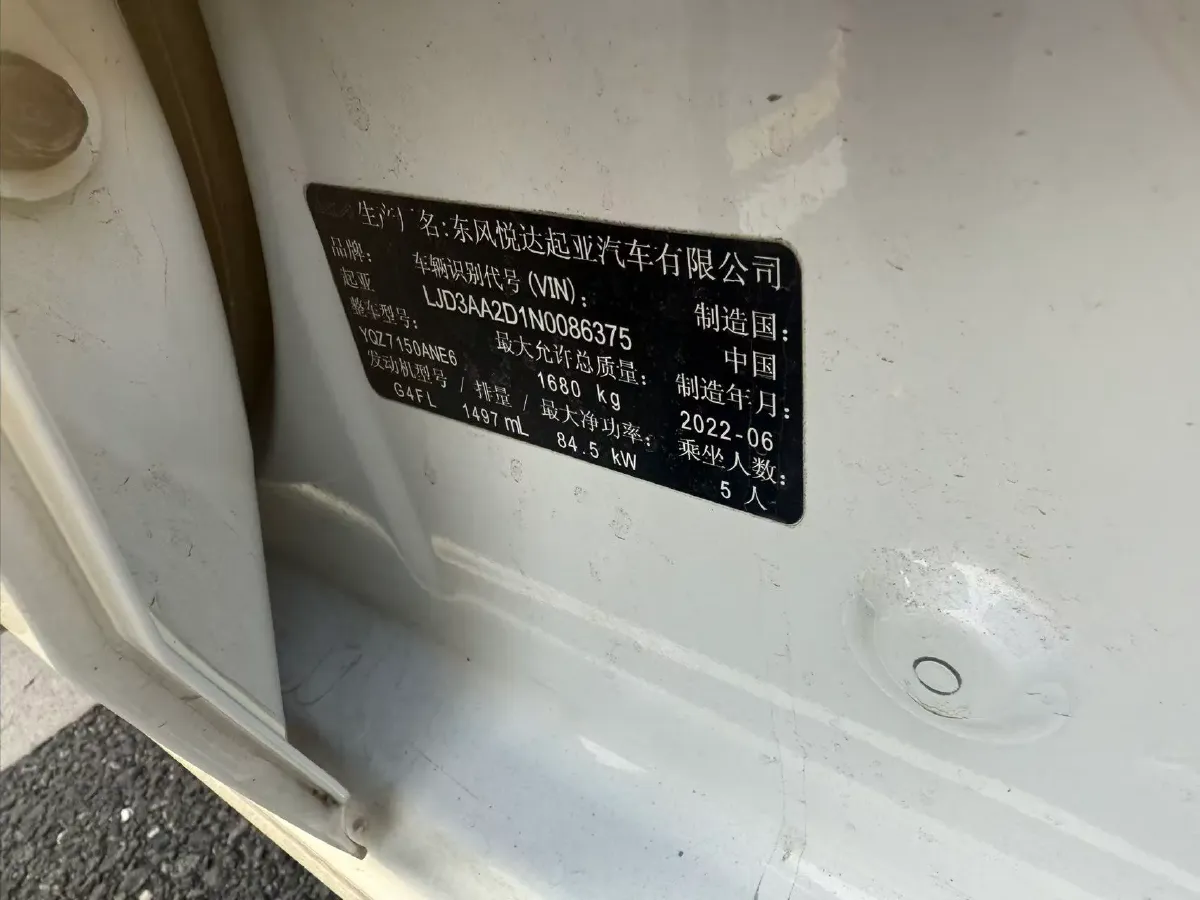 生产厂名:东风悦达起亚汽车有限公司
品牌: 车辆识别代号(VIN): 制造国:
起亚 LJD3AA2D1N0086375 中国
整车型号: 最大允许总质量: 制造年月:
YQZ7150ANE6 1680 kg 2022-06
发动机型号 / 排量 / 最大净功率: 乘坐人数:
G4FL 1497 mL 84.5 kW 5 人